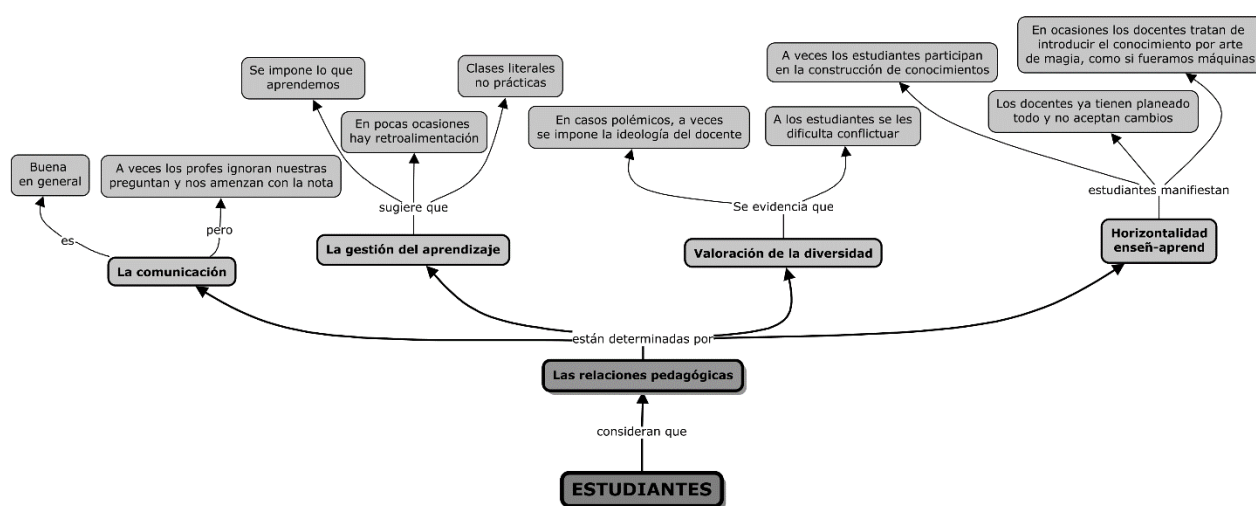 En ocasiones los docentes tratan de
introducir el conocimiento por arte
de magia, como si fueramos máquinas
A veces los estudiantes participan
en la construcción de conocimientos
Se impone lo que
aprendemos
Clases literales
no prácticas
Los docentes ya tienen planeado
todo y no aceptan cambios
En pocas ocasiones
hay retroalimentación
En casos polémicos, a veces
se impone la ideología del docente
A los estudiantes se les
dificulta conflictuar
Buena
en general
A veces los profes ignoran nuestras
preguntan y nos amenzan con la nota
estudiantes manifiestan
sugiere que
Se evidencia que
es
pero
La comunicación
La gestión del aprendizaje
Valoración de la diversidad
Horizontalidad
enseñ-aprend
están determinadas por
Las relaciones pedagógicas
consideran que
ESTUDIANTES